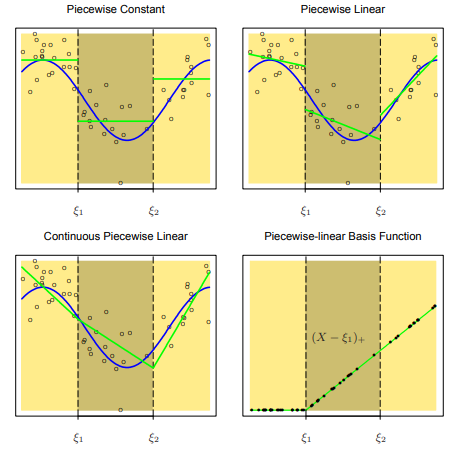 Piecewise Constant
Piecewise Linear
ξ₁ ξ₂
ξ₁ ξ₂
Continuous Piecewise Linear
Piecewise-linear Basis Function
(X − ξ₁)₊
ξ₁ ξ₂
ξ₁ ξ₂